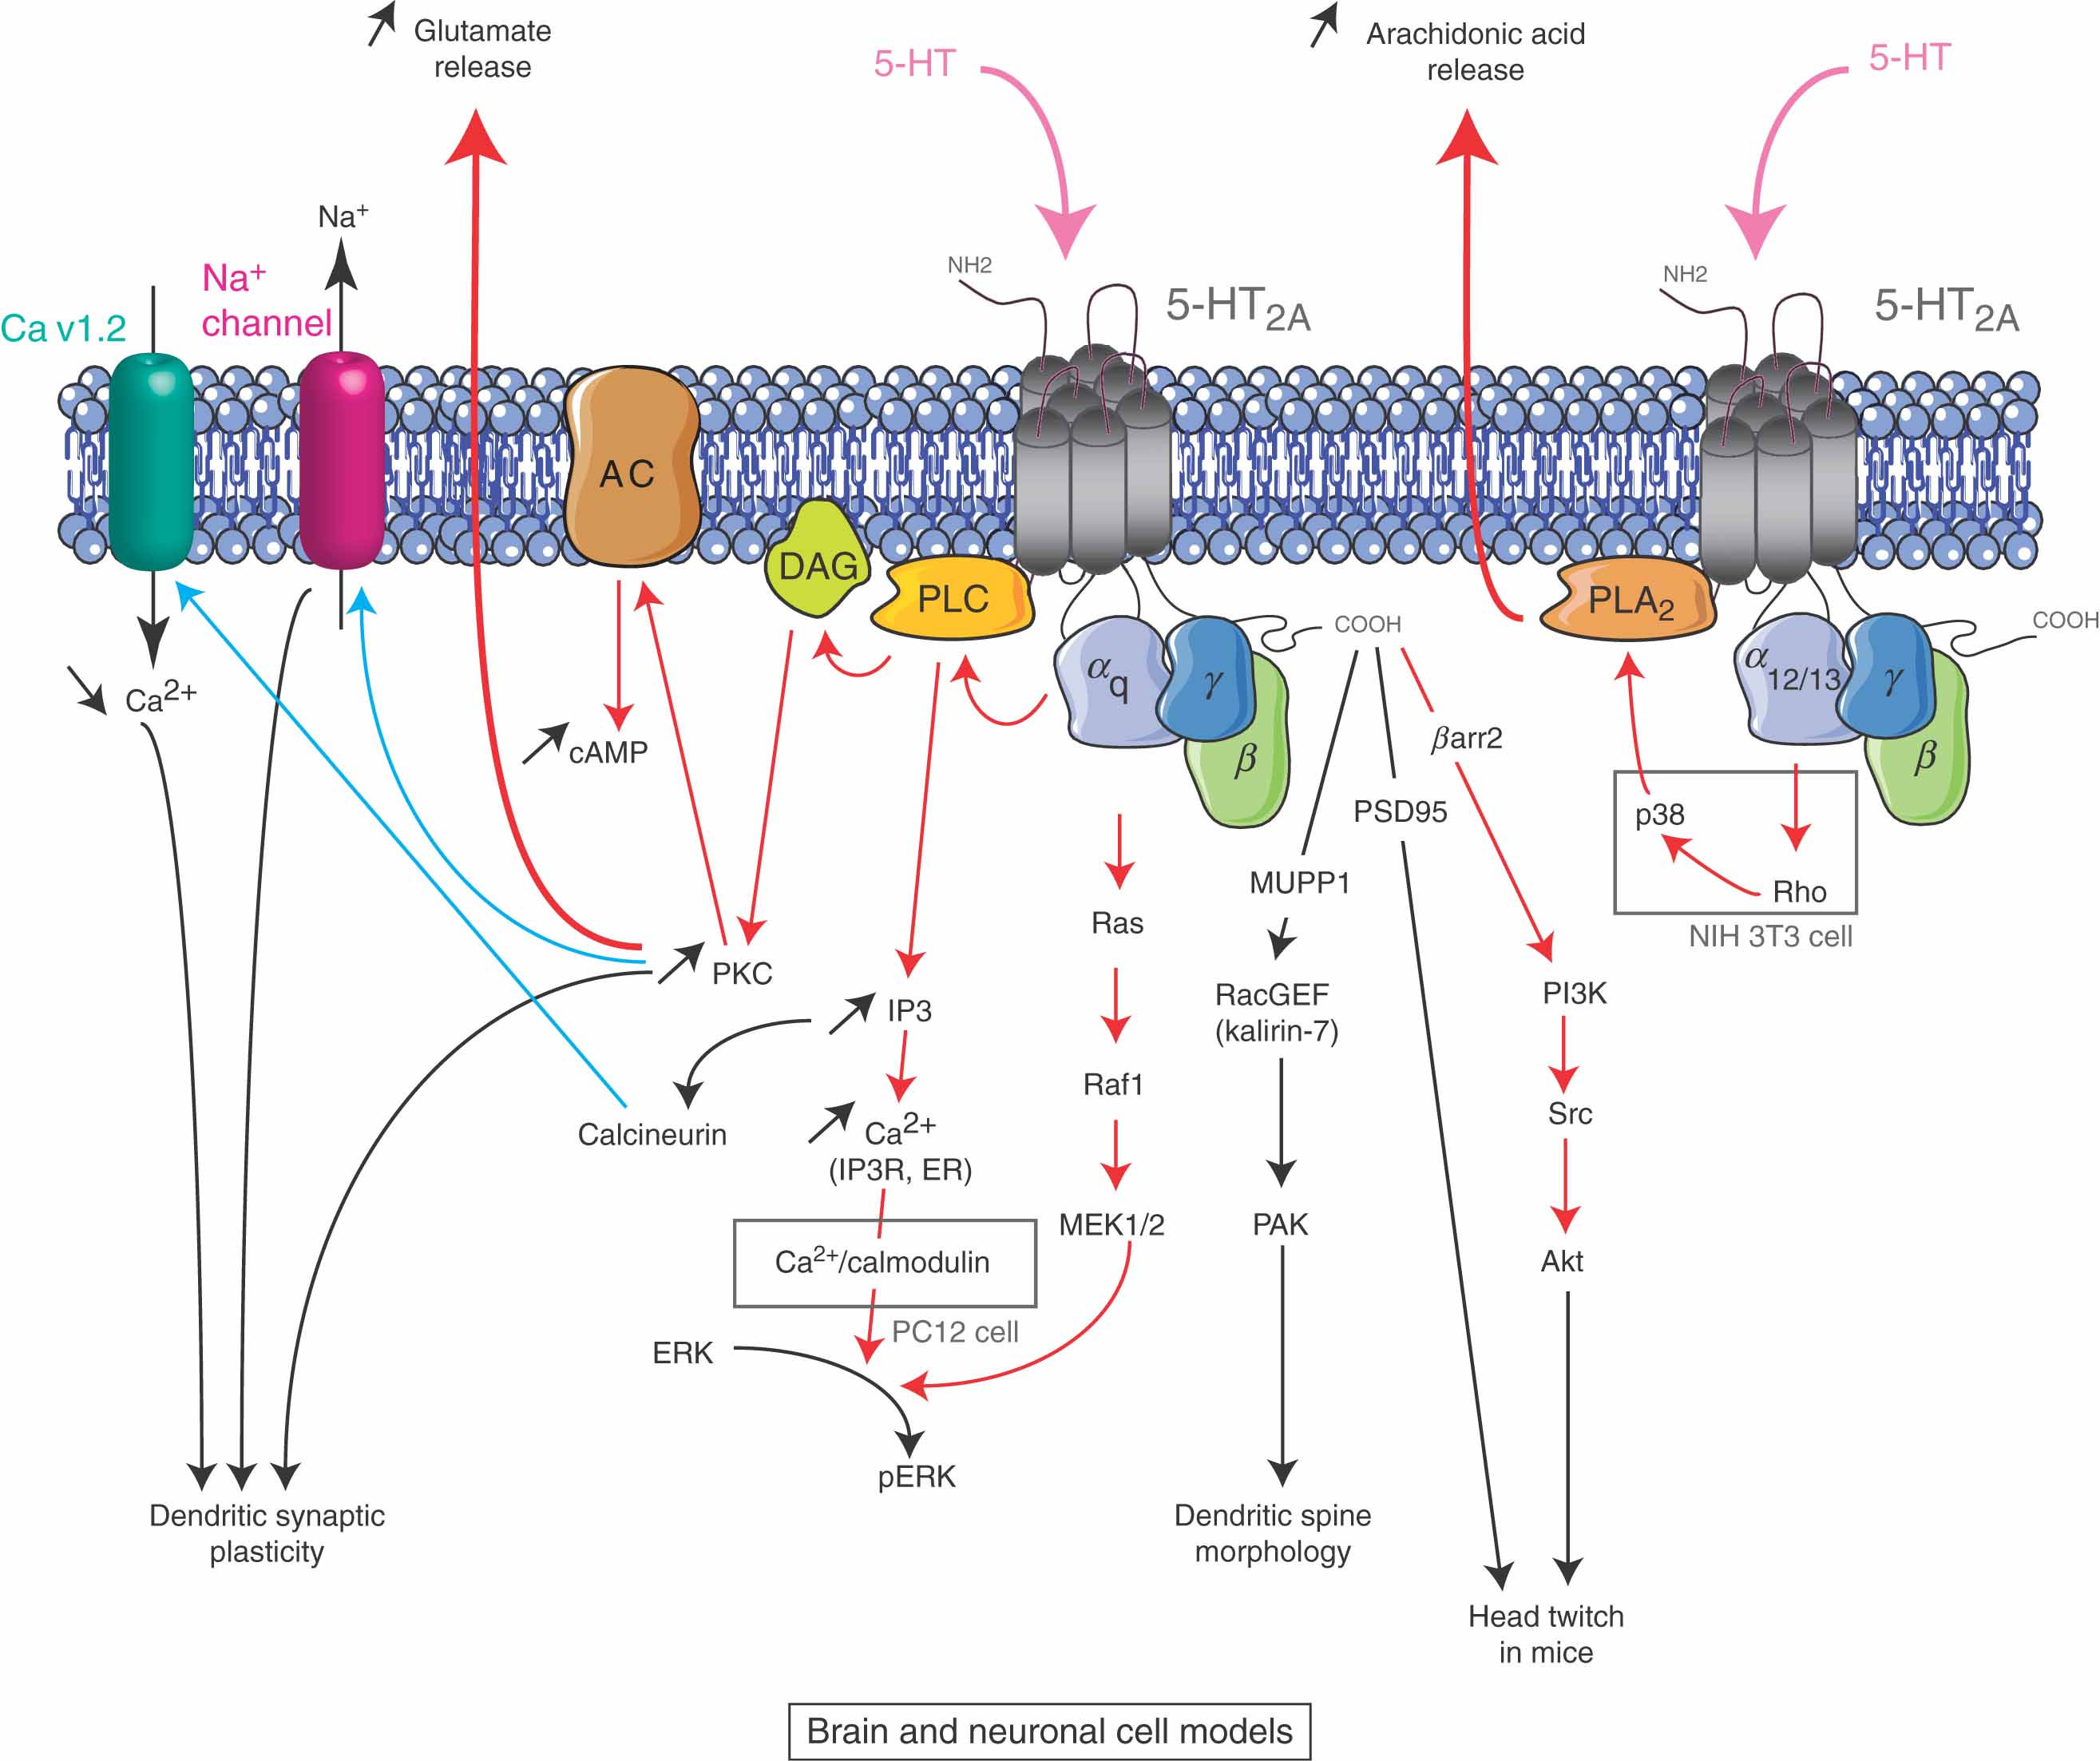 Glutamate
release
5-HT
Arachidonic acid
release
5-HT
Na⁺
Na⁺
channel
Ca v1.2
NH2
5-HT₂A
NH2
5-HT₂A
AC
DAG
PLC
PLA₂
COOH
COOH
αq
γ
β
α12/13
γ
β
Ca²⁺
cAMP
βarr2
PSD95
p38
Rho
NIH 3T3 cell
MUPP1
Ras
PKC
IP3
RacGEF
(kalirin-7)
PI3K
Raf1
Src
Calcineurin
Ca²⁺
(IP3R, ER)
MEK1/2
PAK
Akt
Ca²⁺/calmodulin
PC12 cell
ERK
pERK
Dendritic synaptic
plasticity
Dendritic spine
morphology
Head twitch
in mice
Brain and neuronal cell models